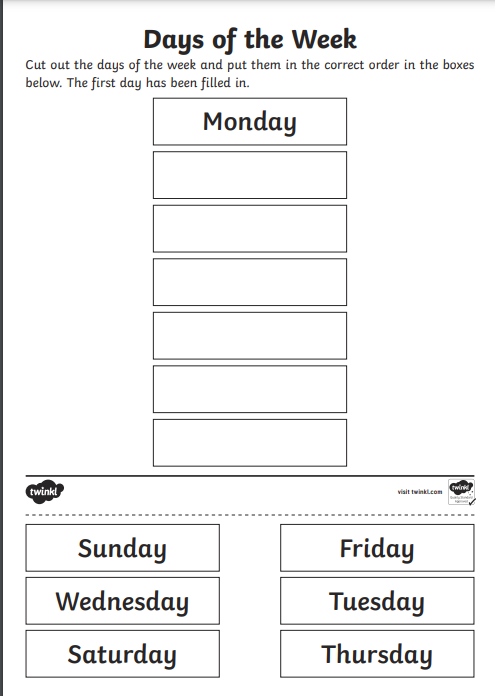 Days of the Week
Cut out the days of the week and put them in the correct order in the boxes
below. The first day has been filled in.
Monday
twinkl
visit twinkl.com
twinkl
Sunday
Friday
Wednesday
Tuesday
Saturday
Thursday